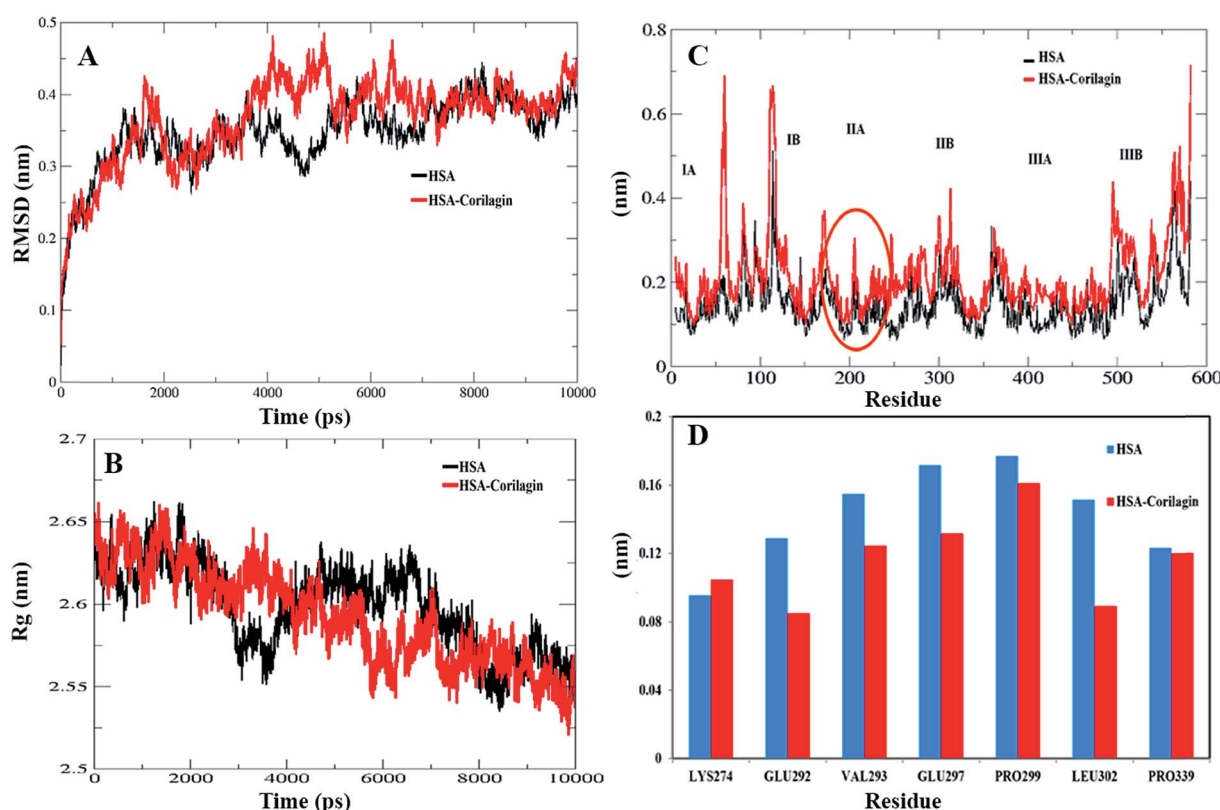 A
RMSD (nm)
0.5
0.4
0.3
0.2
0.1
0
HSA
HSA-Corilagin
0 2000 4000 6000 8000 10000
Time (ps)
B
Rg (nm)
2.7
2.65
2.6
2.55
2.5
HSA
HSA-Corilagin
0 2000 4000 6000 8000 10000
Time (ps)
C
(nm)
0.8
0.6
0.4
0.2
0
HSA
HSA-Corilagin
IA IB IIA IIB IIIA IIIB
0 100 200 300 400 500 600
Residue
D
(nm)
0.2
0.16
0.12
0.08
0.04
0
HSA
HSA-Corilagin
LYS274 GLU292 VAL293 GLU297 PRO299 LEU302 PRO339
Residue